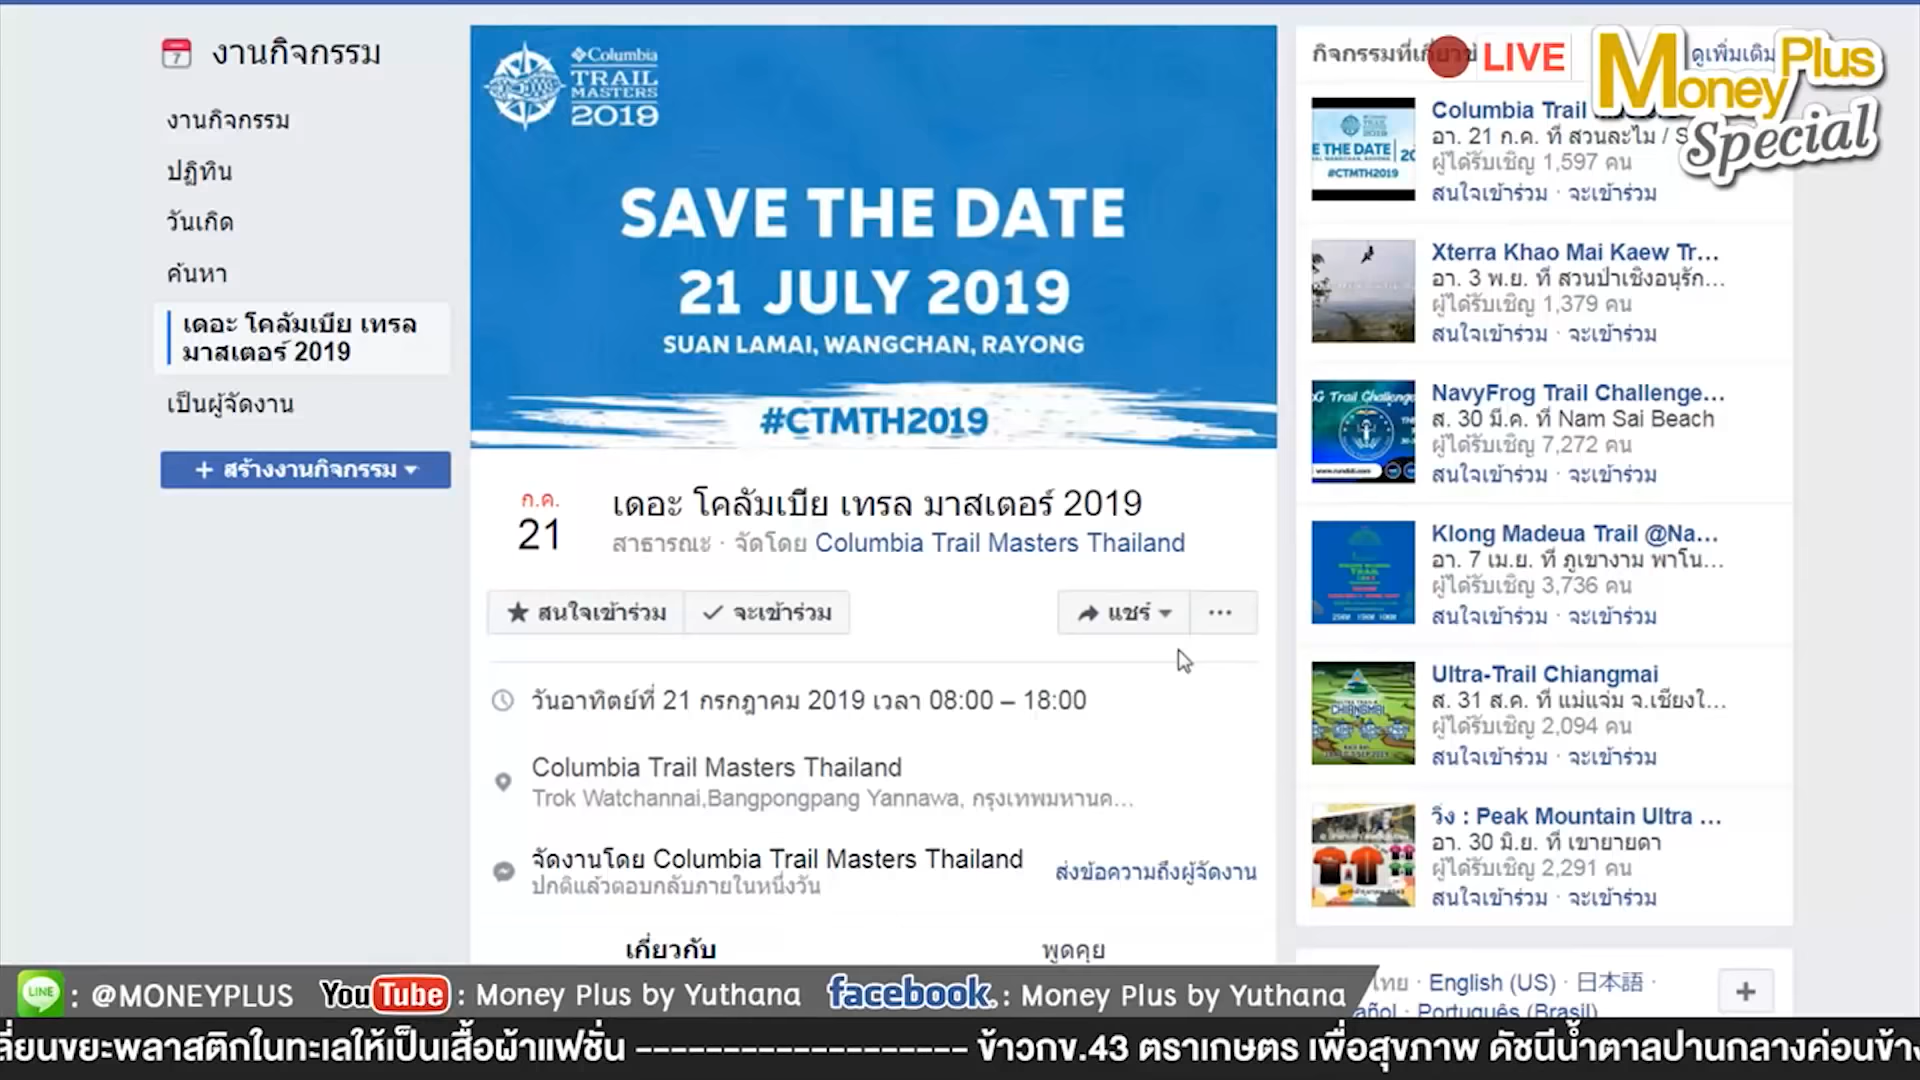 งานกิจกรรม
งานกิจกรรม
ปฏิทิน
วันเกิด
ค้นหา
เดอะ โคลัมเบีย เทรล
มาสเตอร์ 2019
เป็นผู้จัดงาน
+ สร้างงานกิจกรรม
Columbia
TRAIL
MASTERS
2019
SAVE THE DATE
21 JULY 2019
SUAN LAMAI, WANGCHAN, RAYONG
#CTMTH2019
ก.ค.
21
เดอะ โคลัมเบีย เทรล มาสเตอร์ 2019
สาธารณะ · จัดโดย Columbia Trail Masters Thailand
สนใจเข้าร่วม
จะเข้าร่วม
แชร์
···
วันอาทิตย์ที่ 21 กรกฎาคม 2019 เวลา 08:00 – 18:00
Columbia Trail Masters Thailand
Trok Watchannai,Bangpongpang Yannawa, กรุงเทพมหานค...
จัดงานโดย Columbia Trail Masters Thailand
ปกติแล้วตอบกลับภายในหนึ่งวัน
ส่งข้อความถึงผู้จัดงาน
เกี่ยวกับ
พูดคุย
LIVE
Money Plus
Special
ดูเพิ่มเติม
Columbia Trail
อา. 21 ก.ค. ที่ สวนละไม / S
ผู้ได้รับเชิญ 1,597 คน
สนใจเข้าร่วม · จะเข้าร่วม
E THE DATE
#CTMTH2019
Xterra Khao Mai Kaew Tr...
อา. 3 พ.ย. ที่ สวนป่าเชิงอนุรัก...
ผู้ได้รับเชิญ 1,379 คน
สนใจเข้าร่วม · จะเข้าร่วม
G Trail Challenge
NavyFrog Trail Challenge...
ส. 30 มี.ค. ที่ Nam Sai Beach
ผู้ได้รับเชิญ 7,272 คน
สนใจเข้าร่วม · จะเข้าร่วม
Klong Madeua Trail @Na...
อา. 7 เม.ย. ที่ ภูเขางาม พาโน...
ผู้ได้รับเชิญ 3,736 คน
สนใจเข้าร่วม · จะเข้าร่วม
CHIANGMAI
Ultra-Trail Chiangmai
ส. 31 ส.ค. ที่ แม่แจ่ม จ.เชียงใ...
ผู้ได้รับเชิญ 2,094 คน
สนใจเข้าร่วม · จะเข้าร่วม
วิ่ง : Peak Mountain Ultra ...
อา. 30 มิ.ย. ที่ เขายายดา
ผู้ได้รับเชิญ 2,291 คน
สนใจเข้าร่วม · จะเข้าร่วม
ไทย · English (US) · 日本語 ·
añol · Português (Brasil)
+
LINE : @MONEYPLUS YouTube : Money Plus by Yuthana facebook. : Money Plus by Yuthana
ลี่ยนขยะพลาสติกในทะเลให้เป็นเสื้อผ้าแฟชั่น ------------------ ข้าวกข.43 ตราเกษตร เพื่อสุขภาพ ดัชนีน้ำตาลปานกลางค่อนข้าง